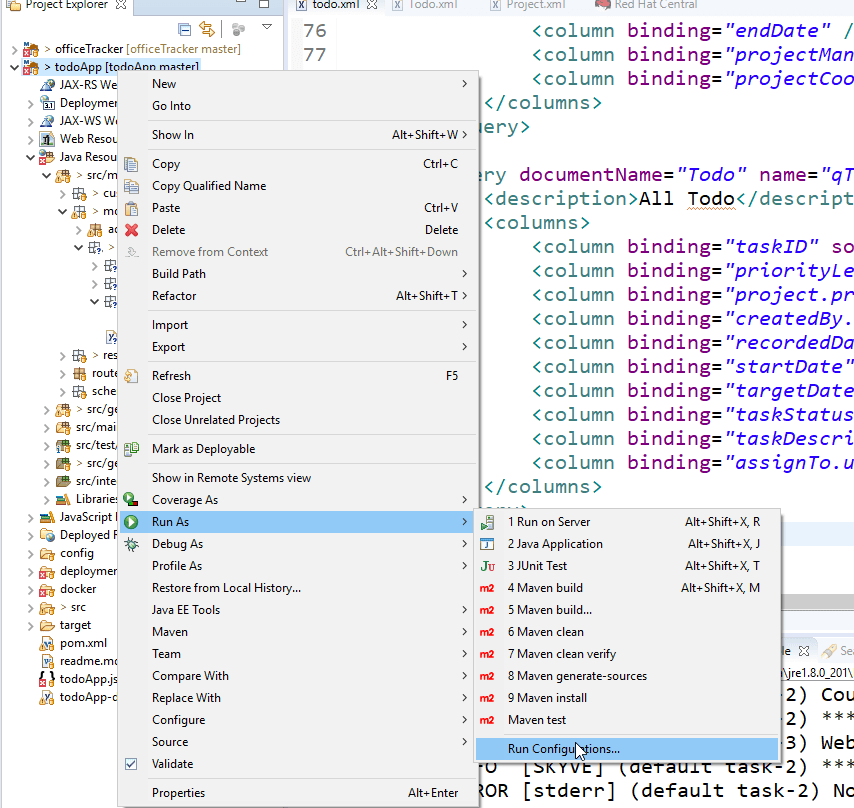 Project Explorer
todo.xml
Todo.xml
Project.xml
Red Hat Central
> officeTracker [officeTracker master]
> todoApp [todoApp master]
JAX-RS We
Deploymen
JAX-WS W
Web Resou
Java Resou
> src/m
> cu
> mo
ac
>
> res
route
sche
> src/ge
src/mai
src/test/
> src/ge
src/inte
Libraries
JavaScript
Deployed
config
deploymen
docker
> src
target
pom.xml
readme.md
todoApp.js
todoApp-d
New
Go Into
Show In Alt+Shift+W
Copy Ctrl+C
Copy Qualified Name
Paste Ctrl+V
Delete Delete
Remove from Context Ctrl+Alt+Shift+Down
Build Path
Refactor Alt+Shift+T
Import
Export
Refresh F5
Close Project
Close Unrelated Projects
Mark as Deployable
Show in Remote Systems view
Coverage As
Run As
Debug As
Profile As
Restore from Local History...
Java EE Tools
Maven
Team
Compare With
Replace With
Configure
Source
Validate
Properties Alt+Enter
1 Run on Server Alt+Shift+X, R
2 Java Application Alt+Shift+X, J
Ju 3 JUnit Test Alt+Shift+X, T
m2 4 Maven build Alt+Shift+X, M
m2 5 Maven build...
m2 6 Maven clean
m2 7 Maven clean verify
m2 8 Maven generate-sources
m2 9 Maven install
m2 Maven test
Run Configurations...
76 <column binding="endDate" /
77 <column binding="projectMan
<column binding="projectCoo
</columns>
uery>
ery documentName="Todo" name="qT
<description>All Todo</descript
<columns>
<column binding="taskID" so
<column binding="priorityLe
<column binding="project.pr
<column binding="createdBy.
<column binding="recordedDa
<column binding="startDate"
<column binding="targetDate
<column binding="taskStatus
<column binding="taskDescri
<column binding="assignTo.u
</columns>
le
Se
\jre1.8.0_201\
-2) Cou
-2) ***
-3) Web
FO [SKYVE] (default task-2) ***
ROR [stderr] (default task-2) No